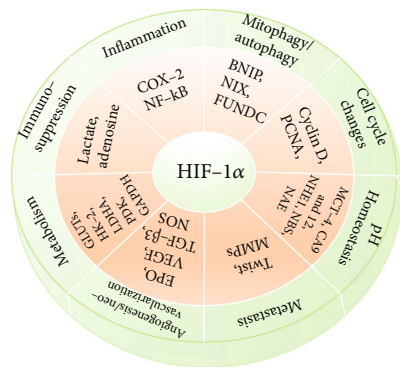 HIF–1α
Inflammation
COX–2
NF–kB
Mitophagy/
autophagy
BNIP,
NIX,
FUNDC
Cell cycle
changes
Cyclin D,
PCNA,
pH
Homeostasis
MCT–4, CA9
and 12,
NHE1, NBS,
NAE
Metastasis
Twist,
MMPs
Angiogenesis/neo–
vascularization
EPO,
VEGF,
TGF–β3,
NOS
Metabolism
GLUTs,
HK–2,
LDHA,
PDK,
GAPDH
Immuno–
suppression
Lactate,
adenosine